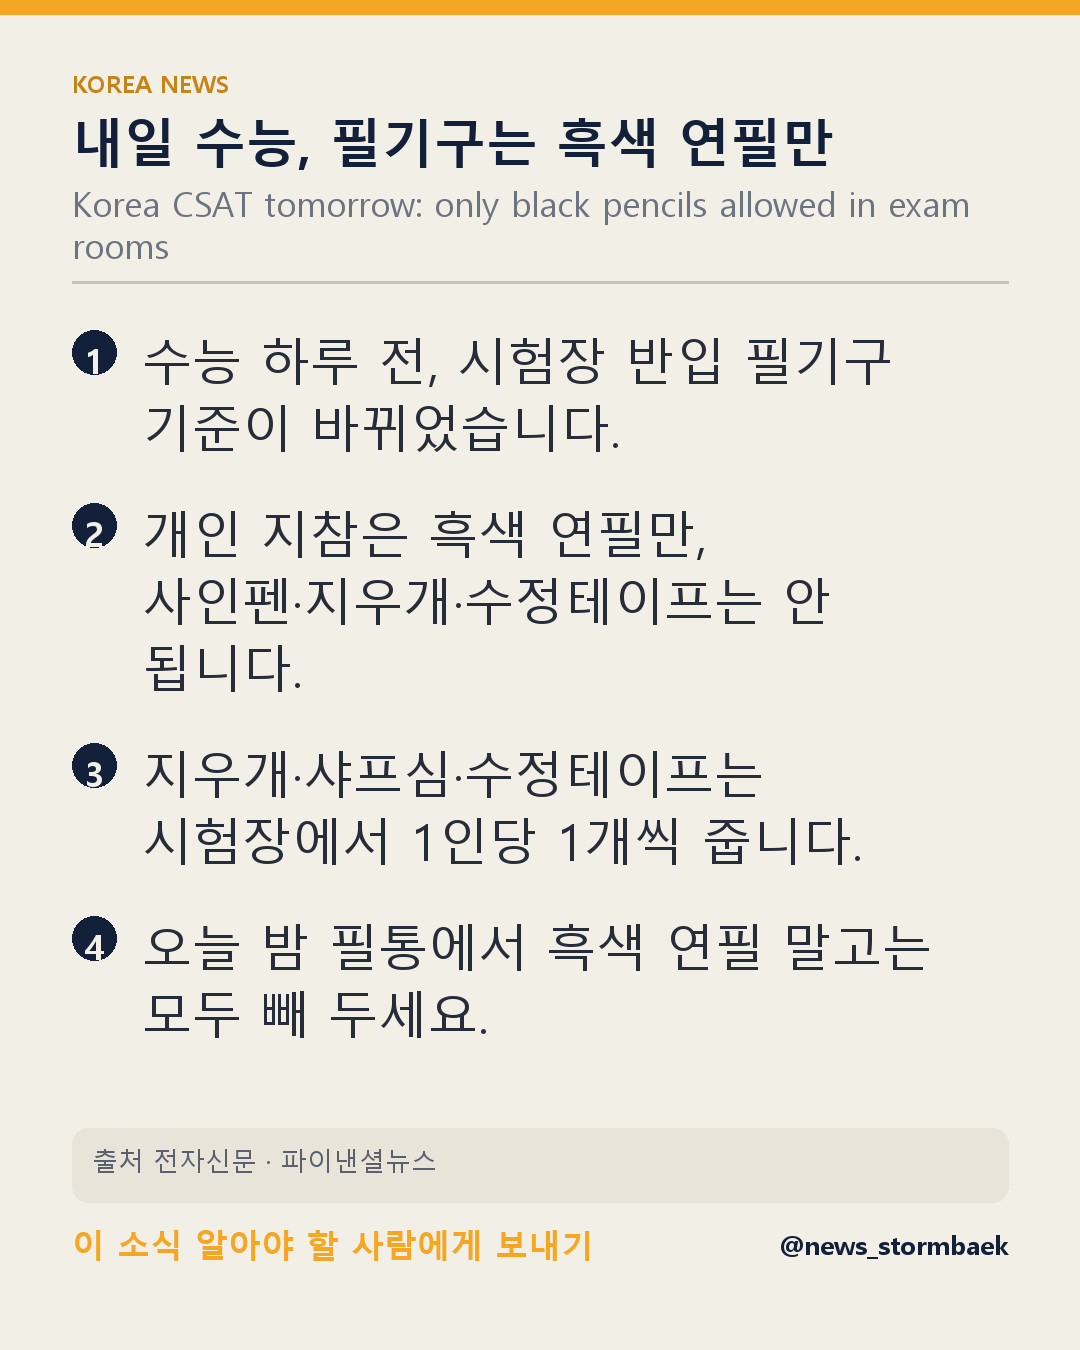 KOREA NEWS
내일 수능, 필기구는 흑색 연필만
Korea CSAT tomorrow: only black pencils allowed in exam
rooms
1 수능 하루 전, 시험장 반입 필기구
기준이 바뀌었습니다.
2 개인 지참은 흑색 연필만,
사인펜·지우개·수정테이프는 안
됩니다.
3 지우개·샤프심·수정테이프는
시험장에서 1인당 1개씩 줍니다.
4 오늘 밤 필통에서 흑색 연필 말고는
모두 빼 두세요.
출처 전자신문 · 파이낸셜뉴스
이 소식 알아야 할 사람에게 보내기
@news_stormbaek